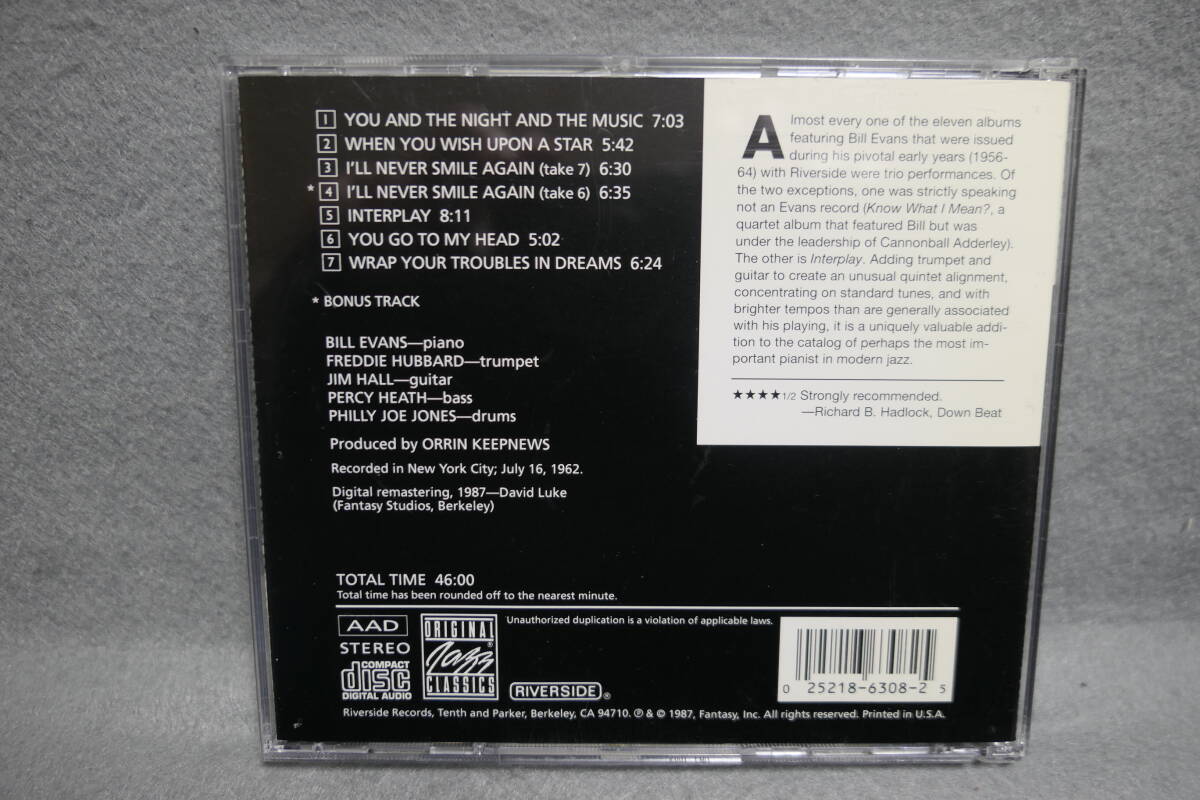 1 YOU AND THE NIGHT AND THE MUSIC 7:03
2 WHEN YOU WISH UPON A STAR 5:42
3 I'LL NEVER SMILE AGAIN (take 7) 6:30
* 4 I'LL NEVER SMILE AGAIN (take 6) 6:35
5 INTERPLAY 8:11
6 YOU GO TO MY HEAD 5:02
7 WRAP YOUR TROUBLES IN DREAMS 6:24
* BONUS TRACK
BILL EVANS—piano
FREDDIE HUBBARD—trumpet
JIM HALL—guitar
PERCY HEATH—bass
PHILLY JOE JONES—drums
Produced by ORRIN KEEPNEWS
Recorded in New York City; July 16, 1962.
Digital remastering, 1987—David Luke
(Fantasy Studios, Berkeley)
Almost every one of the eleven albums
featuring Bill Evans that were issued
during his pivotal early years (1956-
64) with Riverside were trio performances. Of
the two exceptions, one was strictly speaking
not an Evans record (Know What I Mean?, a
quartet album that featured Bill but was
under the leadership of Cannonball Adderley).
The other is Interplay. Adding trumpet and
guitar to create an unusual quintet alignment,
concentrating on standard tunes, and with
brighter tempos than are generally associated
with his playing, it is a uniquely valuable addi-
tion to the catalog of perhaps the most im-
portant pianist in modern jazz.
★★★★1/2 Strongly recommended.
—Richard B. Hadlock, Down Beat
TOTAL TIME 46:00
Total time has been rounded off to the nearest minute.
AAD
STEREO
COMPACT
disc
DIGITAL AUDIO
ORIGINAL
Jazz
CLASSICS
®
Unauthorized duplication is a violation of applicable laws.
RIVERSIDE®
0 25218-6308-2 5
Riverside Records, Tenth and Parker, Berkeley, CA 94710. ℗ & © 1987, Fantasy, Inc. All rights reserved. Printed in U.S.A.